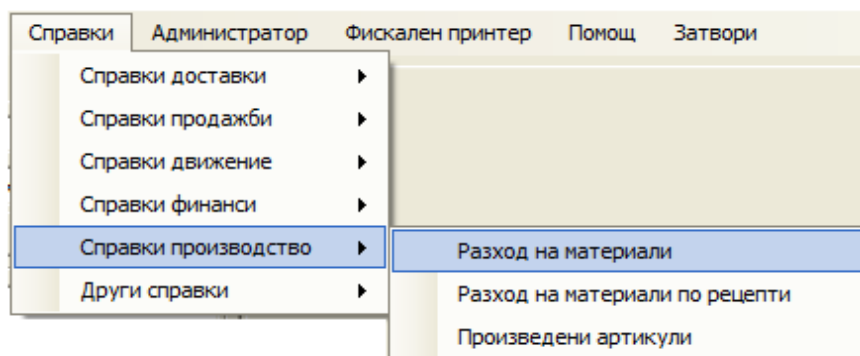 Справки Администратор Фискален принтер Помощ Затвори
Справки доставки
Справки продажби
Справки движение
Справки финанси
Справки производство
Разход на материали
Други справки
Разход на материали по рецепти
Произведени артикули